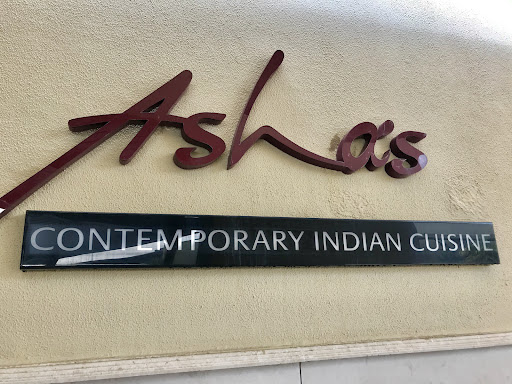 Asha's
CONTEMPORARY INDIAN CUISINE